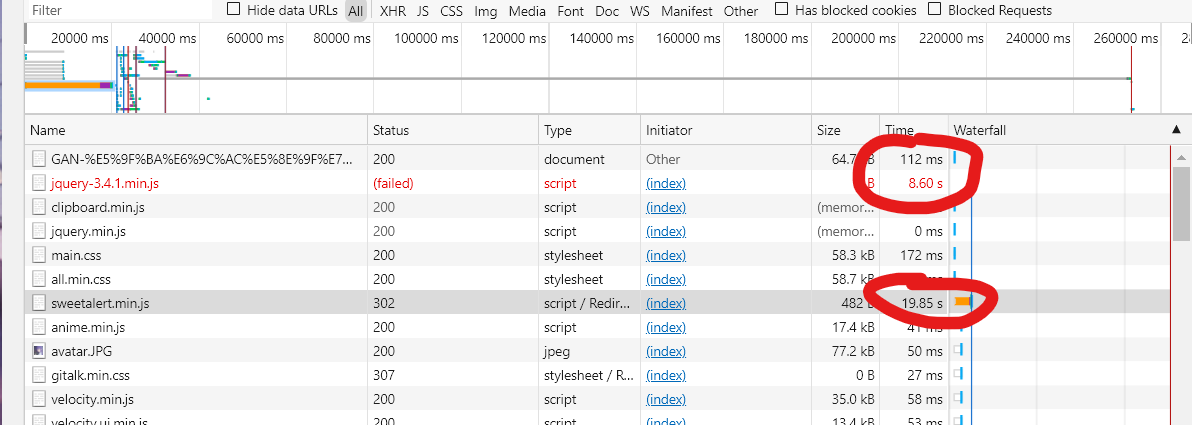 Filter Hide data URLs All XHR JS CSS Img Media Font Doc WS Manifest Other Has blocked cookies Blocked Requests
20000 ms 40000 ms 60000 ms 80000 ms 100000 ms 120000 ms 140000 ms 160000 ms 180000 ms 200000 ms 220000 ms 240000 ms 260000 ms
Name Status Type Initiator Size Time Waterfall
GAN-%E5%9F%BA%E6%9C%AC%E5%8E%9F%E7... 200 document Other 112 ms
jquery-3.4.1.min.js (failed) script (index) B 8.60 s
clipboard.min.js 200 script (index) (memor...
jquery.min.js 200 script (index) (memor... 0 ms
main.css 200 stylesheet (index) 58.3 kB 172 ms
all.min.css 200 stylesheet (index) 58.7 kB
sweetalert.min.js 302 script / Redir... (index) 482 19.85 s
anime.min.js 200 script (index) 17.4 kB 41 ms
avatar.JPG 200 jpeg (index) 77.2 kB 50 ms
gitalk.min.css 307 stylesheet / R... (index) 0 B 27 ms
velocity.min.js 200 script (index) 35.0 kB 58 ms
velocity.ui.min.js 200 script (index) 13.4 kB 53 ms